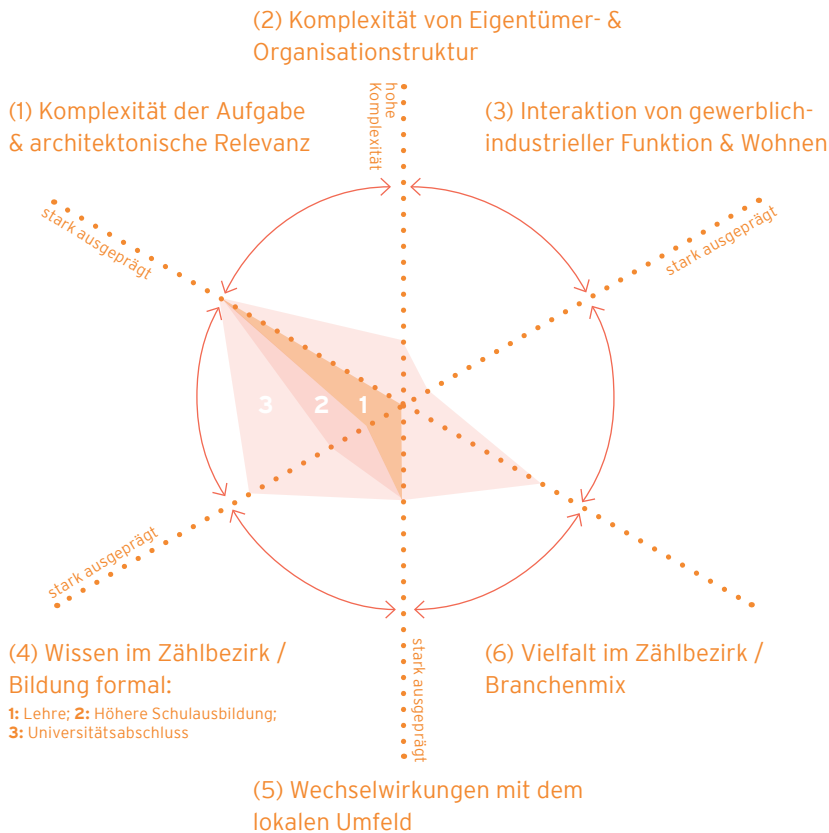 (2) Komplexität von Eigentümer- &
Organisationstruktur
(1) Komplexität der Aufgabe
& architektonische Relevanz
hohe
Komplexität
(3) Interaktion von gewerblich-
industrieller Funktion & Wohnen
stark ausgeprägt
stark ausgeprägt
3 2 1
stark ausgeprägt
(4) Wissen im Zählbezirk /
Bildung formal:
1: Lehre; 2: Höhere Schulausbildung;
3: Universitätsabschluss
stark ausgeprägt
(6) Vielfalt im Zählbezirk /
Branchenmix
(5) Wechselwirkungen mit dem
lokalen Umfeld